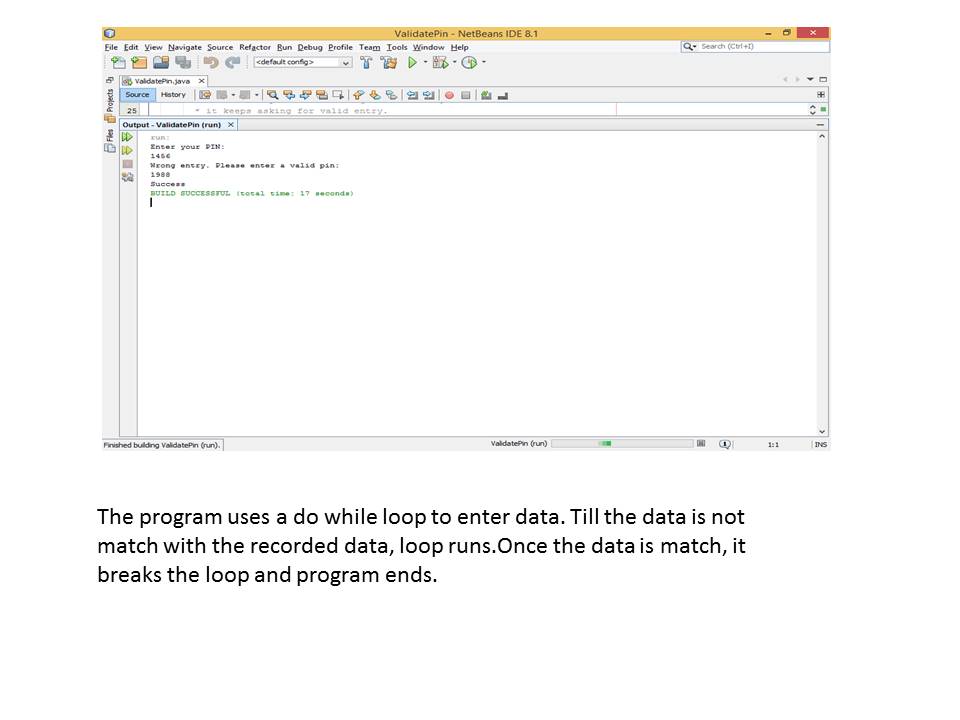 ValidatePin - NetBeans IDE 8.1
File Edit View Navigate Source Refactor Run Debug Profile Team Tools Window Help
Search (Ctrl+I)
<default config>
ValidatePin.java
Source History
Projects
Files
25 * it keeps asking for valid entry.
Output - ValidatePin (run)
run:
Enter your PIN:
1456
Wrong entry. Please enter a valid pin:
1988
Success
BUILD SUCCESSFUL (total time: 17 seconds)
Finished building ValidatePin (run).
ValidatePin (run)
1:1
INS
The program uses a do while loop to enter data. Till the data is not
match with the recorded data, loop runs.Once the data is match, it
breaks the loop and program ends.